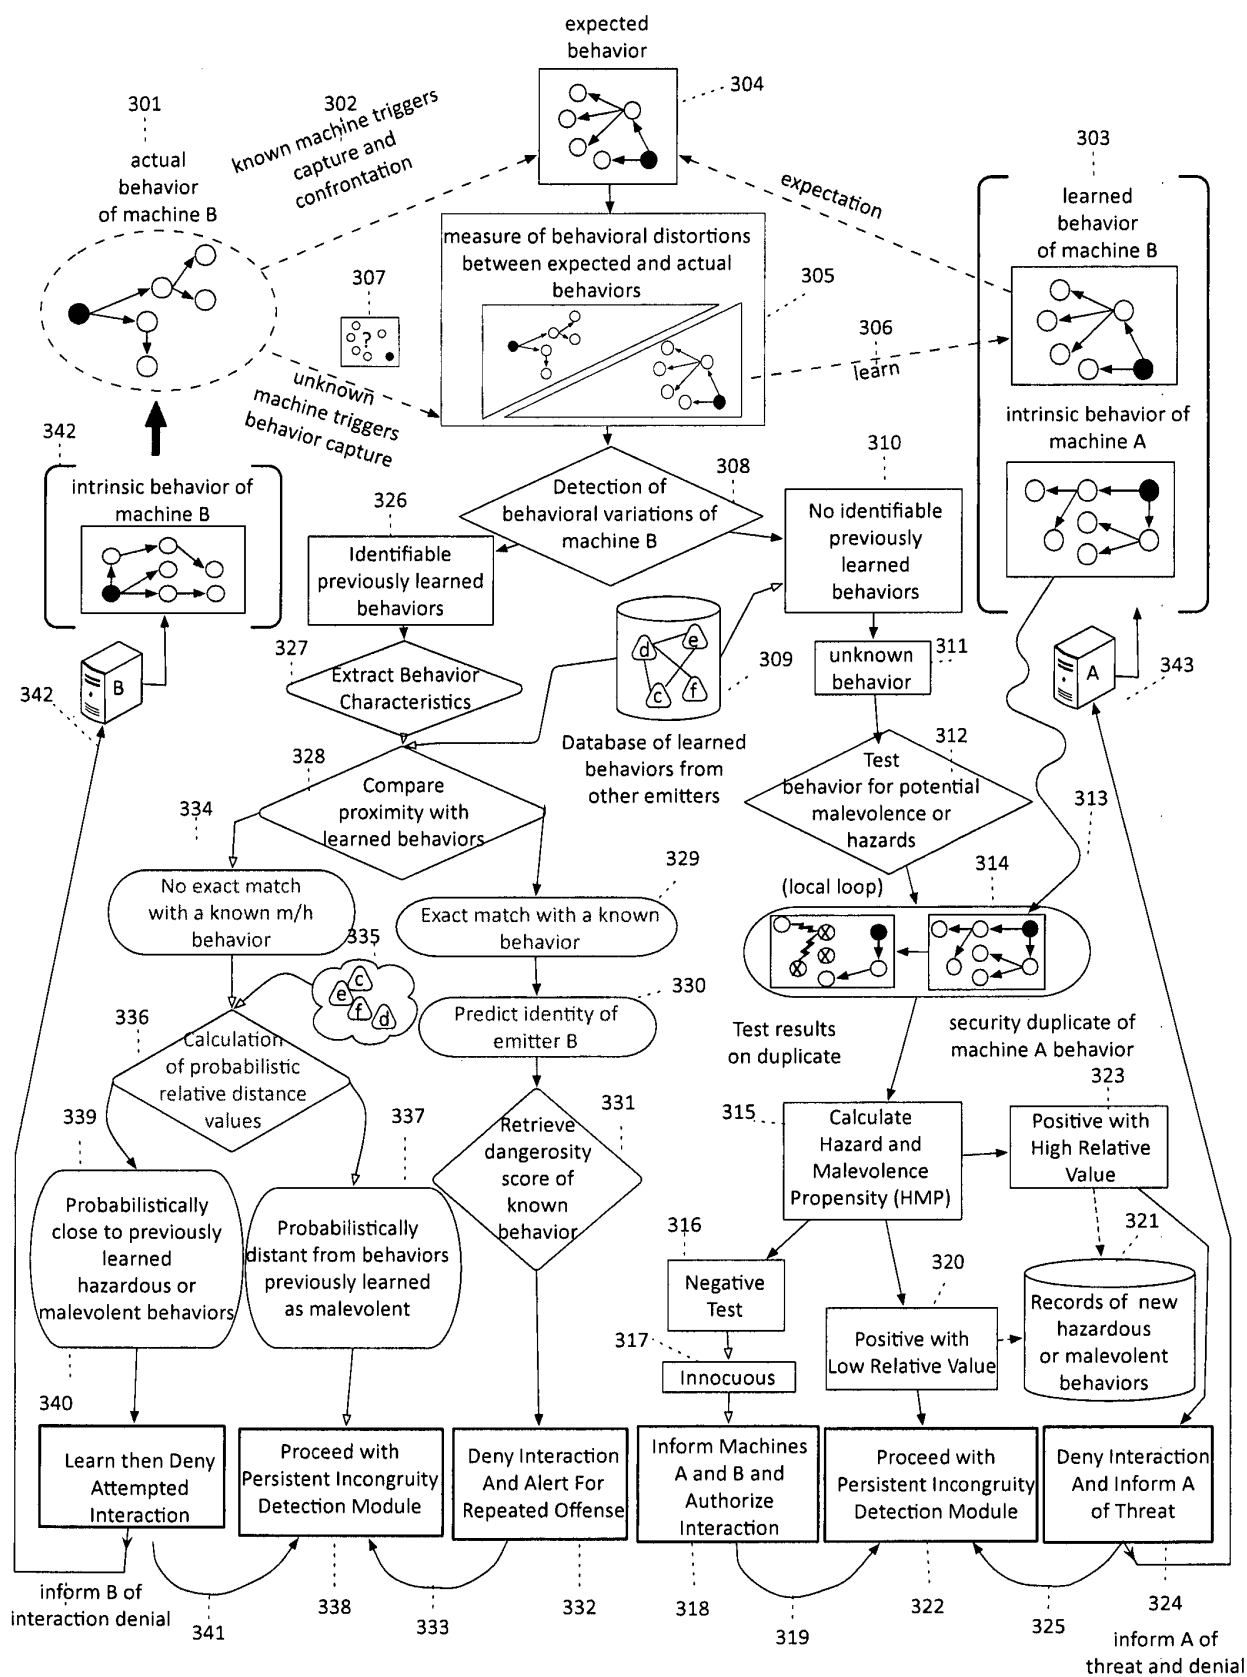 expected
behavior
304
301
302
known machine triggers
capture and
confrontation
303
actual
behavior
of machine B
expectation
learned
behavior
of machine B
measure of behavioral distortions
between expected and actual
behaviors
305
307
?
306
learn
unknown
machine triggers
behavior capture
intrinsic behavior of
machine A
342
intrinsic behavior of
machine B
308
Detection of
behavioral variations of
machine B
310
No identifiable
previously
learned
behaviors
326
Identifiable
previously learned
behaviors
d
e
c
f
309
Database of learned
behaviors from
other emitters
311
unknown
behavior
B
342
A
343
327
Extract Behavior
Characteristics
312
Test
behavior for potential
malevolence or
hazards
328
Compare
proximity with
learned behaviors
313
334
No exact match
with a known m/h
behavior
329
Exact match with a known
behavior
314
(local loop)
X
X
X
335
c
e
f
d
330
Predict identity of
emitter B
Test results
on duplicate
security duplicate of
machine A behavior
336
Calculation
of probabilistic
relative distance
values
331
Retrieve
dangerosity
score of
known
behavior
315
Calculate
Hazard and
Malevolence
Propensity (HMP)
323
Positive with
High Relative
Value
339
Probabilistically
close to previously
learned
hazardous or
malevolent behaviors
337
Probabilistically
distant from behaviors
previously learned
as malevolent
316
Negative
Test
317
Innocuous
320
Positive with
Low Relative Value
321
Records of new
hazardous
or malevolent
behaviors
340
Learn then Deny
Attempted
Interaction
Proceed with
Persistent Incongruity
Detection Module
Deny Interaction
And Alert For
Repeated Offense
Inform Machines
A and B and
Authorize
Interaction
Proceed with
Persistent Incongruity
Detection Module
Deny Interaction
And Inform A
of Threat
inform B of
interaction denial
341
338
333
332
318
319
322
325
324
inform A of
threat and denial